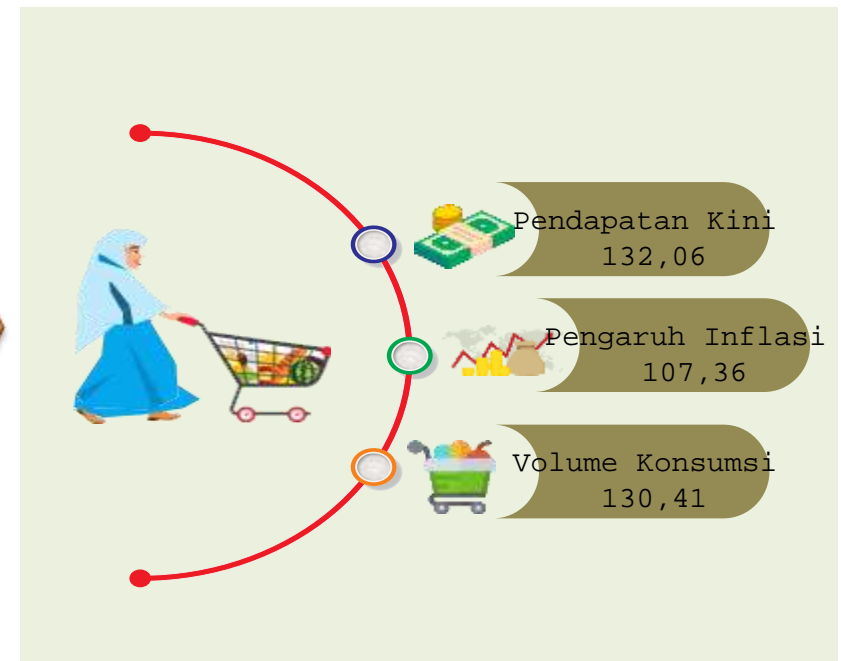 Pendapatan Kini
132,06
Pengaruh Inflasi
107,36
Volume Konsumsi
130,41